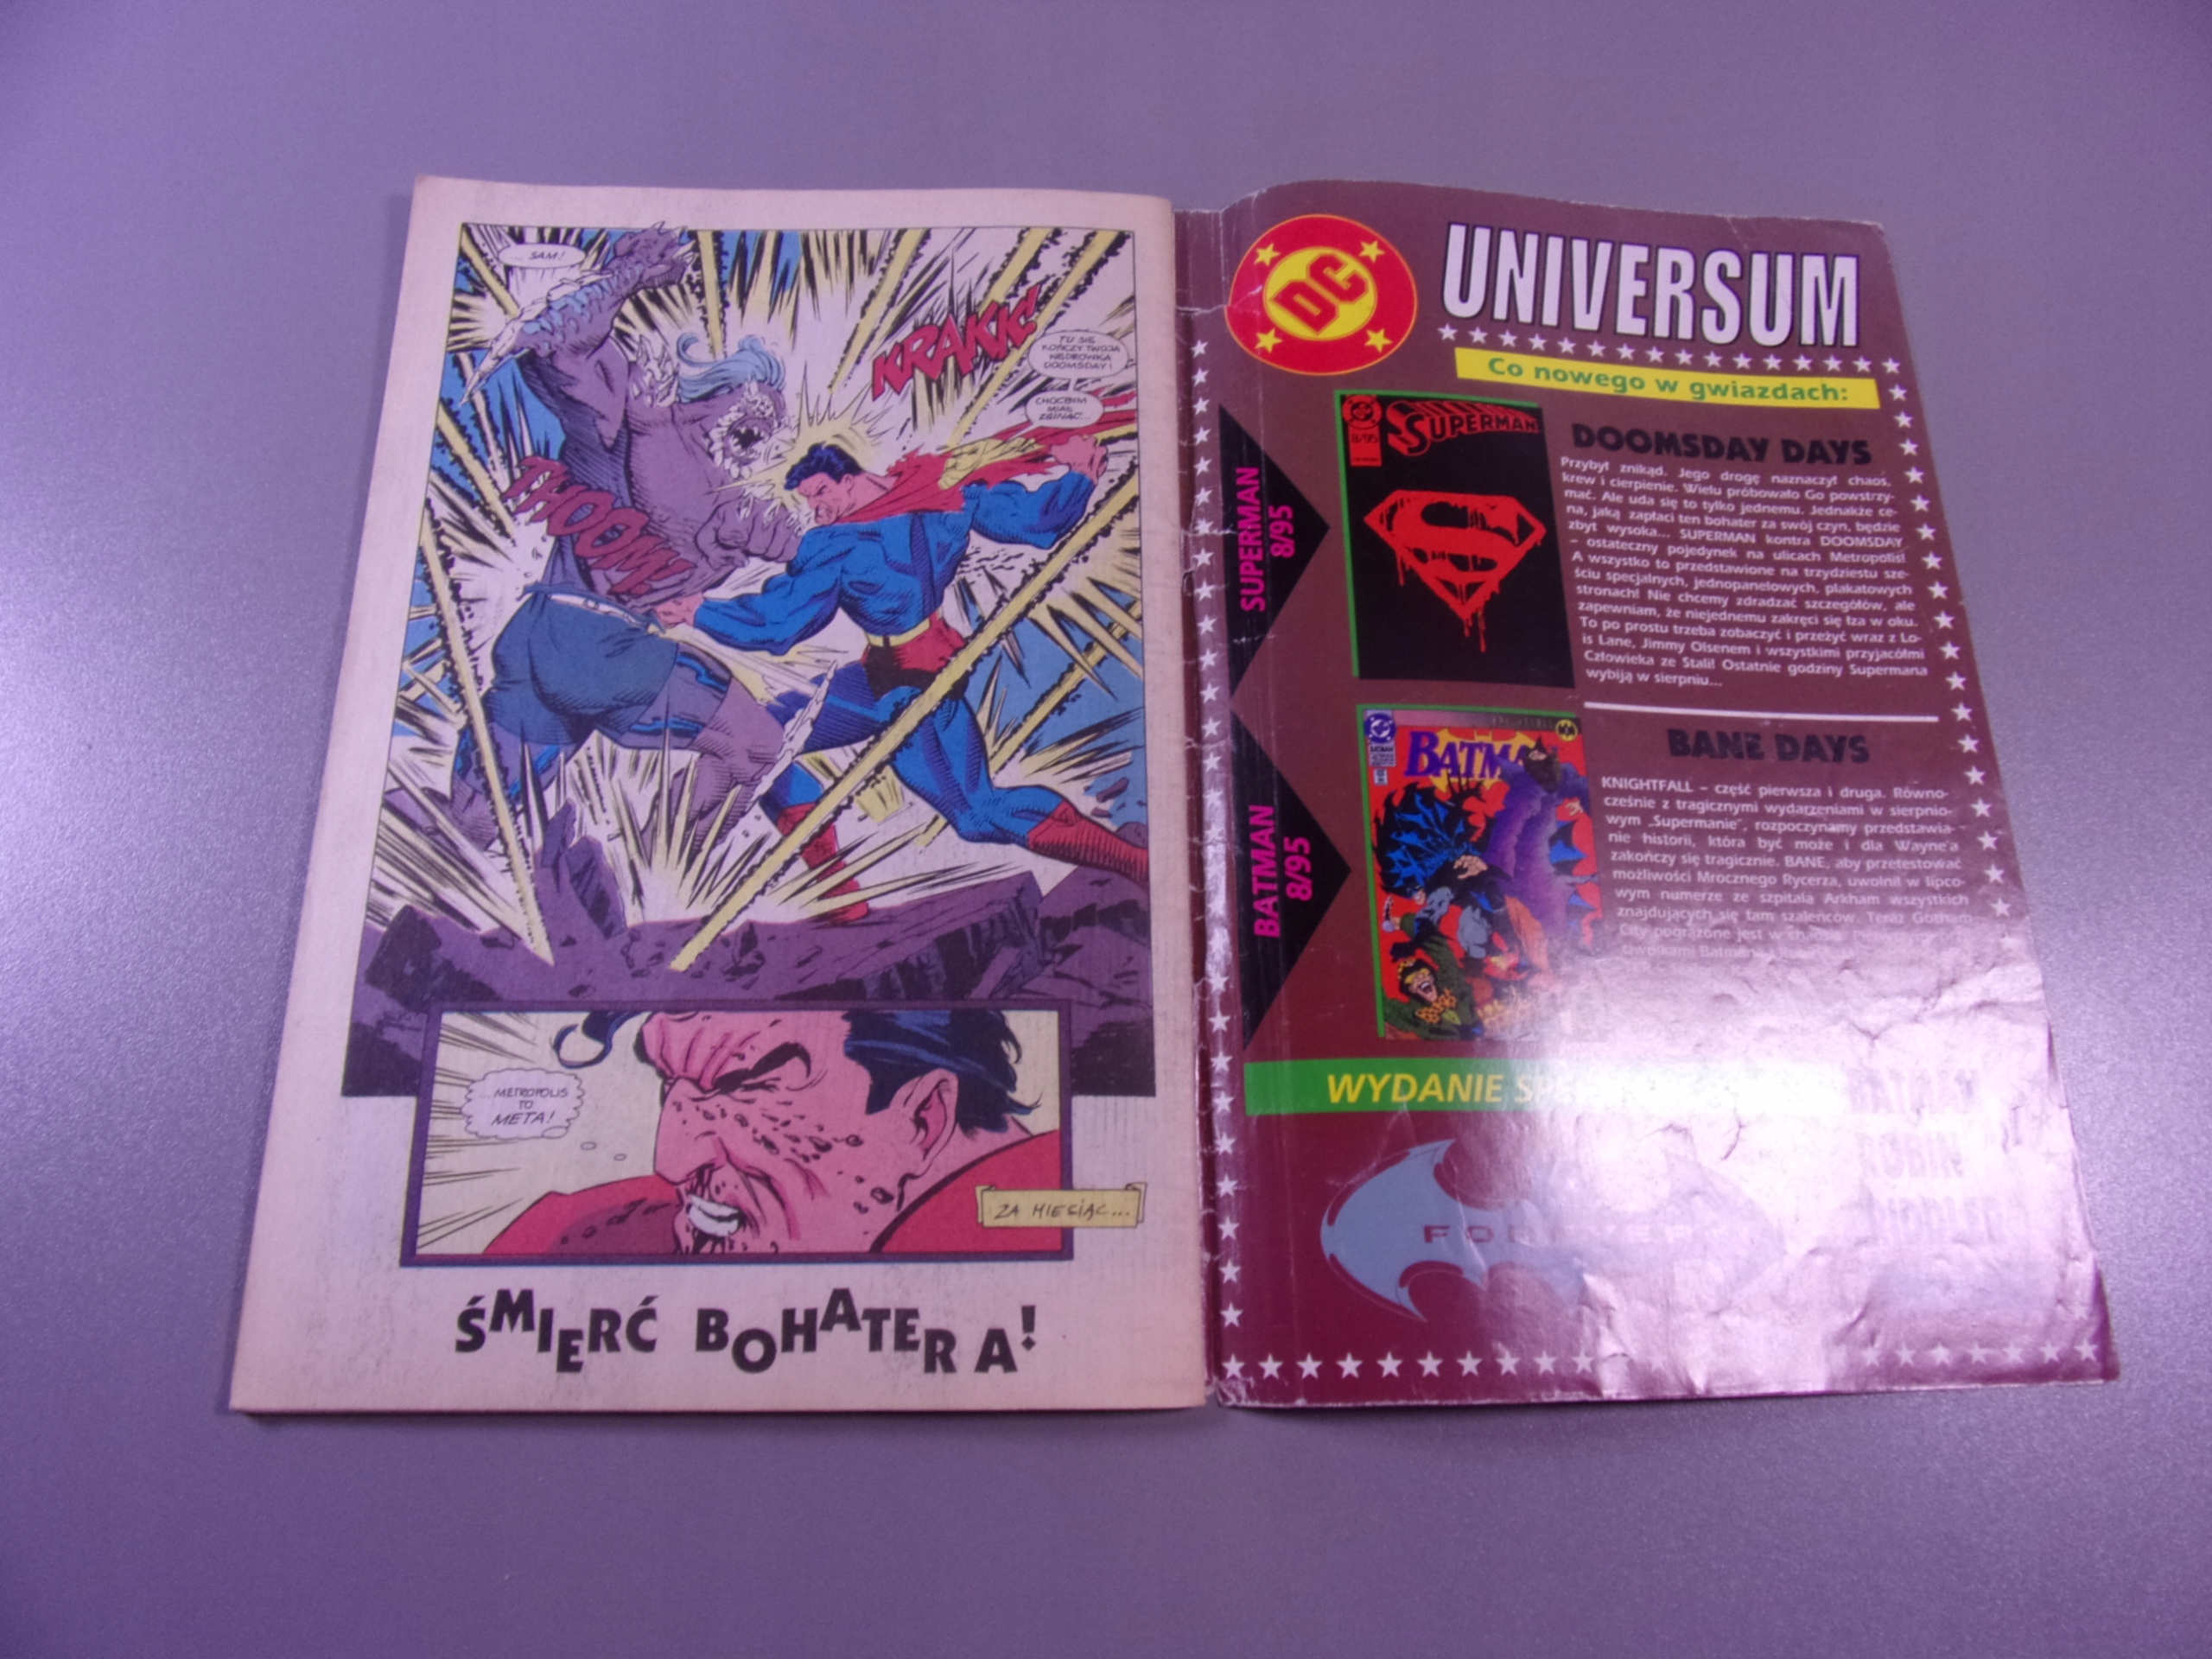 ... SAM!
KRAKK!
TU SIĘ
KOŃCZY TWOJA
WĘDRÓWKA
DOOMSDAY!
CHOĆBYM
MIAŁ
ZGINĄĆ...
THOOM!
...METROPOLIS
TO
META!
ZA MIESIĄC...
ŚMIERĆ BOHATERA!
DC
UNIVERSUM
Co nowego w gwiazdach:
SUPERMAN
8/95
SUPERMAN
8/95
DOOMSDAY DAYS
Przybył znikąd. Jego drogę naznaczył chaos,
krew i cierpienie. Wielu próbowało Go powstrzy-
mać. Ale uda się to tylko jednemu. Jednakże ce-
na, jaką zapłaci ten bohater za swój czyn, będzie
zbyt wysoka... SUPERMAN kontra DOOMSDAY
– ostateczny pojedynek na ulicach Metropolis!
A wszystko to przedstawione na trzydziestu sze-
ściu specjalnych, jednopanelowych, plakatowych
stronach! Nie chcemy zdradzać szczegółów, ale
zapewniam, że niejednemu zakręci się łza w oku.
To po prostu trzeba zobaczyć i przeżyć wraz z Lo-
is Lane, Jimmy Olsenem i wszystkimi przyjaciółmi
Człowieka ze Stali! Ostatnie godziny Supermana
wybiją w sierpniu...
BATMAN
8/95
BATMAN
BANE DAYS
KNIGHTFALL – część pierwsza i druga. Równo-
cześnie z tragicznymi wydarzeniami w sierpnio-
wym „Supermanie", rozpoczynamy przedstawia-
nie historii, która być może i dla Wayne'a
zakończy się tragicznie. BANE, aby przetestować
możliwości Mrocznego Rycerza, uwolnił w lipco-
wym numerze ze szpitala Arkham wszystkich
znajdujących się tam szaleńców. Teraz Gotham
City pogrążone jest w chaosie.
WYDANIE